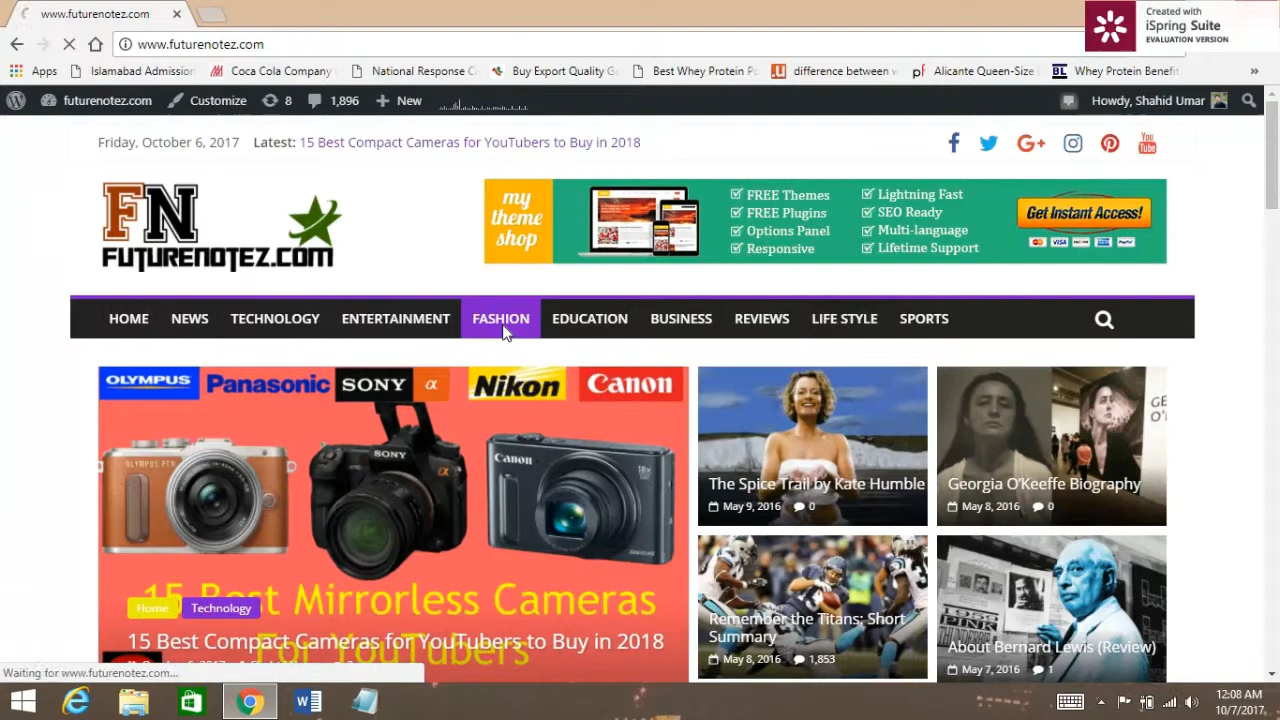 www.futurenotez.com
Created with
iSpring Suite
EVALUATION VERSION
www.futurenotez.com
Apps
Islamabad Admission
Coca Cola Company
National Response C
Buy Export Quality G
Best Whey Protein Po
difference between
Alicante Queen-Size
Whey Protein Benefit
futurenotez.com
Customize
8
1,896
New
Howdy, Shahid Umar
Friday, October 6, 2017
Latest: 15 Best Compact Cameras for YouTubers to Buy in 2018
You Tube
FN
FUTURENOTEZ.COM
my
theme
shop
FREE Themes
FREE Plugins
Options Panel
Responsive
Lightning Fast
SEO Ready
Multi-language
Lifetime Support
Get Instant Access!
HOME NEWS TECHNOLOGY ENTERTAINMENT FASHION EDUCATION BUSINESS REVIEWS LIFE STYLE SPORTS
OLYMPUS Panasonic SONY α Nikon Canon
15 Best Mirrorless Cameras
For YouTubers
Home
Technology
15 Best Compact Cameras for YouTubers to Buy in 2018
The Spice Trail by Kate Humble
May 9, 2016 0
Georgia O'Keeffe Biography
May 8, 2016 0
Remember the Titans: Short
Summary
May 8, 2016 1,853
About Bernard Lewis (Review)
May 7, 2016 1
Waiting for www.futurenotez.com...
12:08 AM
10/7/2017